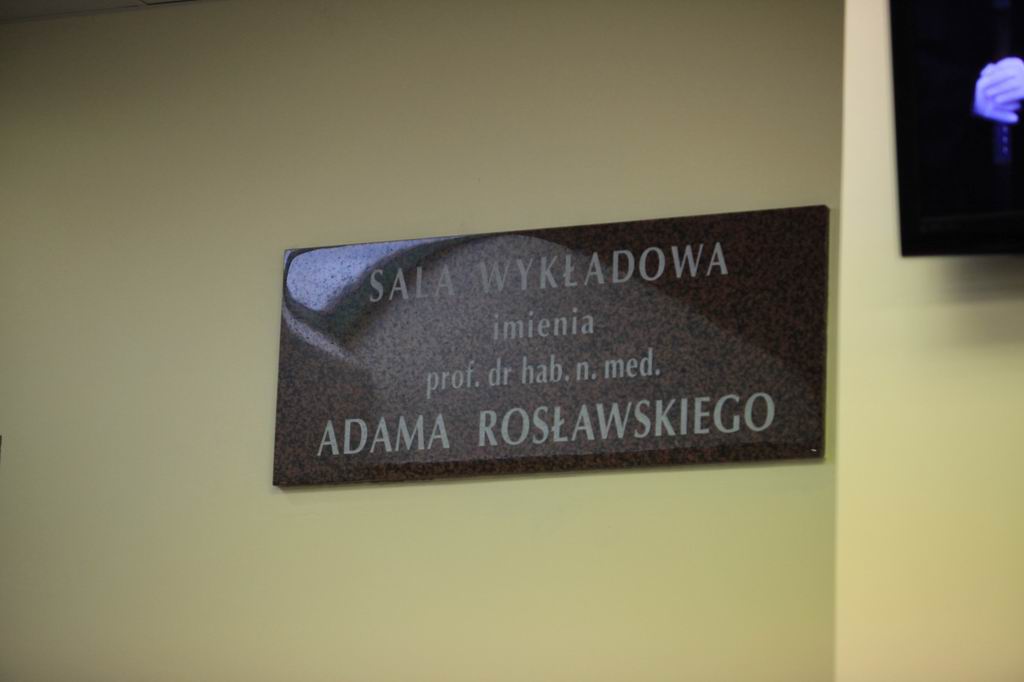 SALA WYKŁADOWA
imienia
prof. dr hab. n. med.
ADAMA ROSŁAWSKIEGO